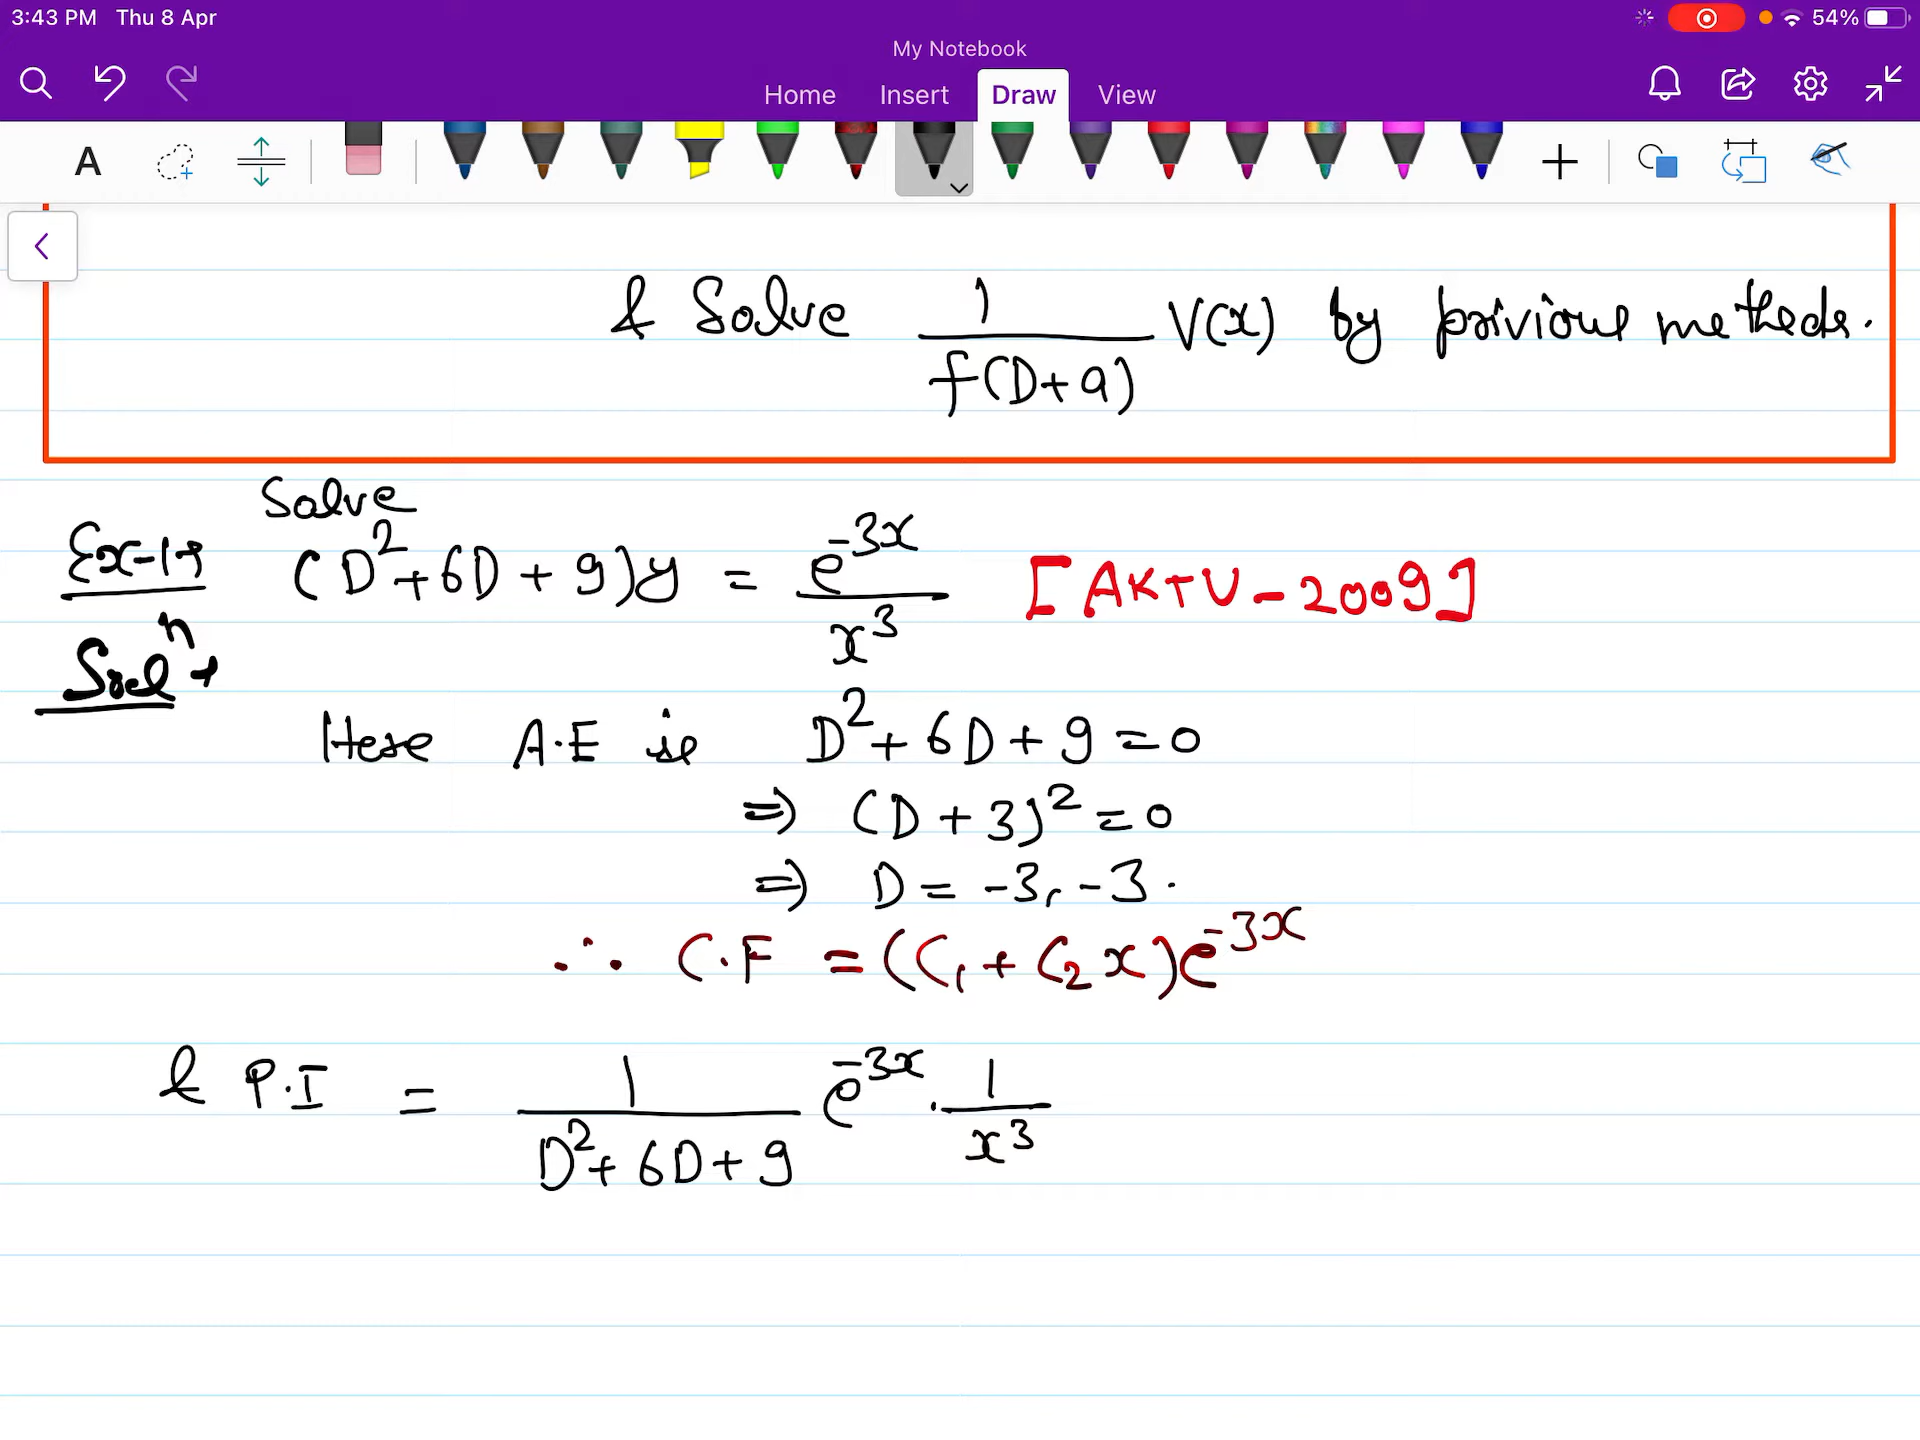 3:43 PM Thu 8 Apr 54%
My Notebook
Home Insert Draw View
A
& Solve 1/f(D+a) V(x) by privious methods.
Solve
Ex-1→ (D²+6D+9)y = e^-3x/x³ [AKTU-2009]
Solⁿ→
Here A.E is D²+6D+9=0
=> (D+3)²=0
=> D = -3, -3.
∴ C.F = (C₁+C₂x)e^-3x
& P.I = 1/(D²+6D+9) e^-3x . 1/x³